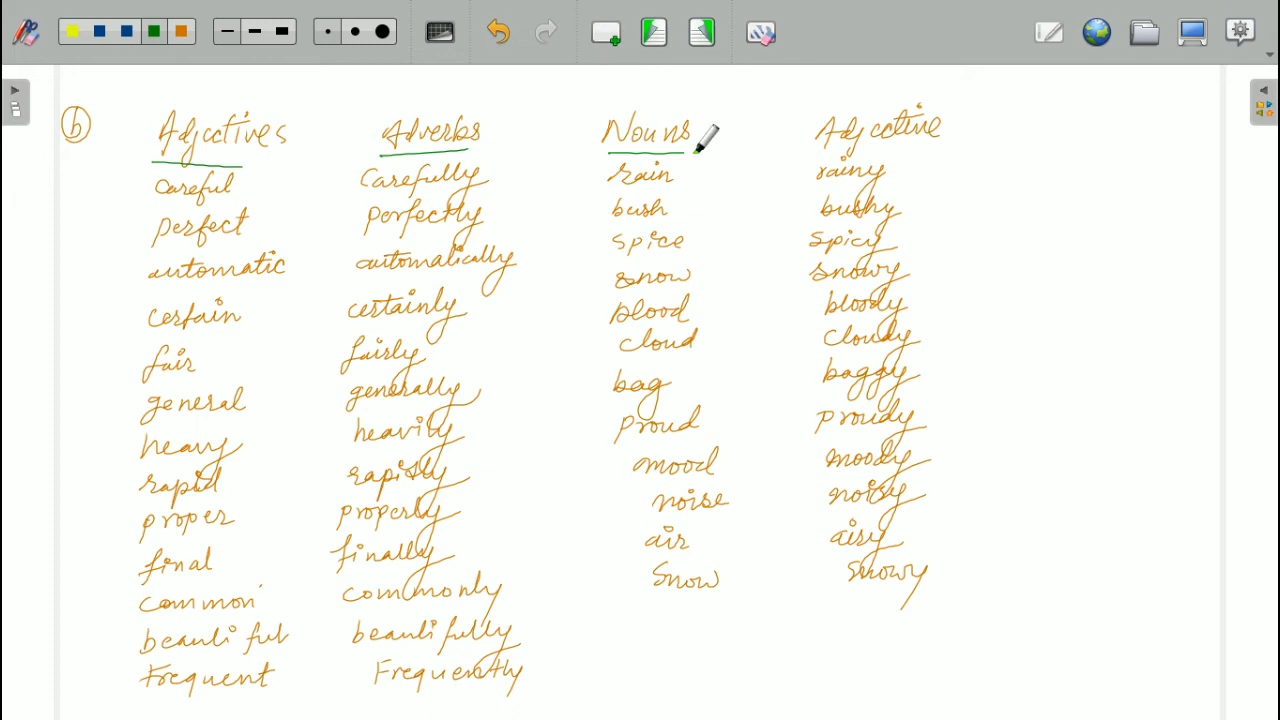 b Adjectives Adverbs Nouns Adjective
careful carefully rain rainy
perfect perfectly bush bushy
automatic automatically spice spicy
certain certainly snow snowy
fair fairly blood bloody
general generally cloud cloudy
heavy heavily bag baggy
rapid rapidly proud proudy
proper properly mood moody
final finally noise noisy
common commonly air airy
beautiful beautifully snow snowy
Frequent Frequently